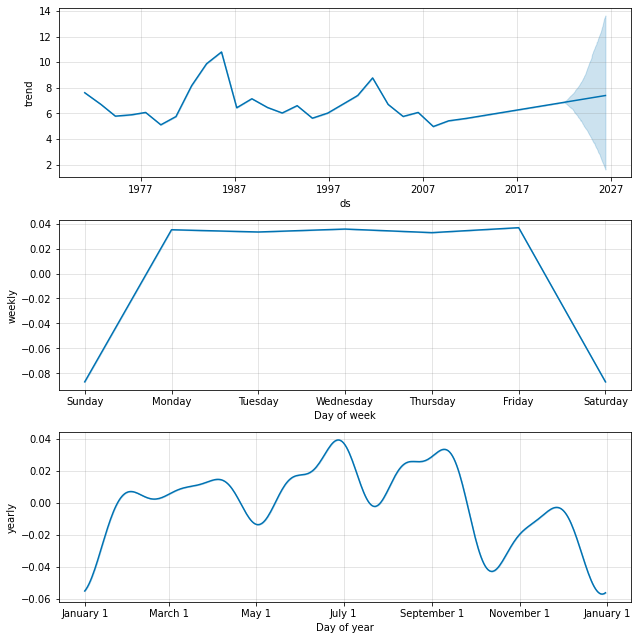 14
12
10
8
6
4
2
trend
1977 1987 1997 2007 2017 2027
ds
0.04
0.02
0.00
−0.02
−0.04
−0.06
−0.08
weekly
Sunday Monday Tuesday Wednesday Thursday Friday Saturday
Day of week
0.04
0.02
0.00
−0.02
−0.04
−0.06
yearly
January 1 March 1 May 1 July 1 September 1 November 1 January 1
Day of year